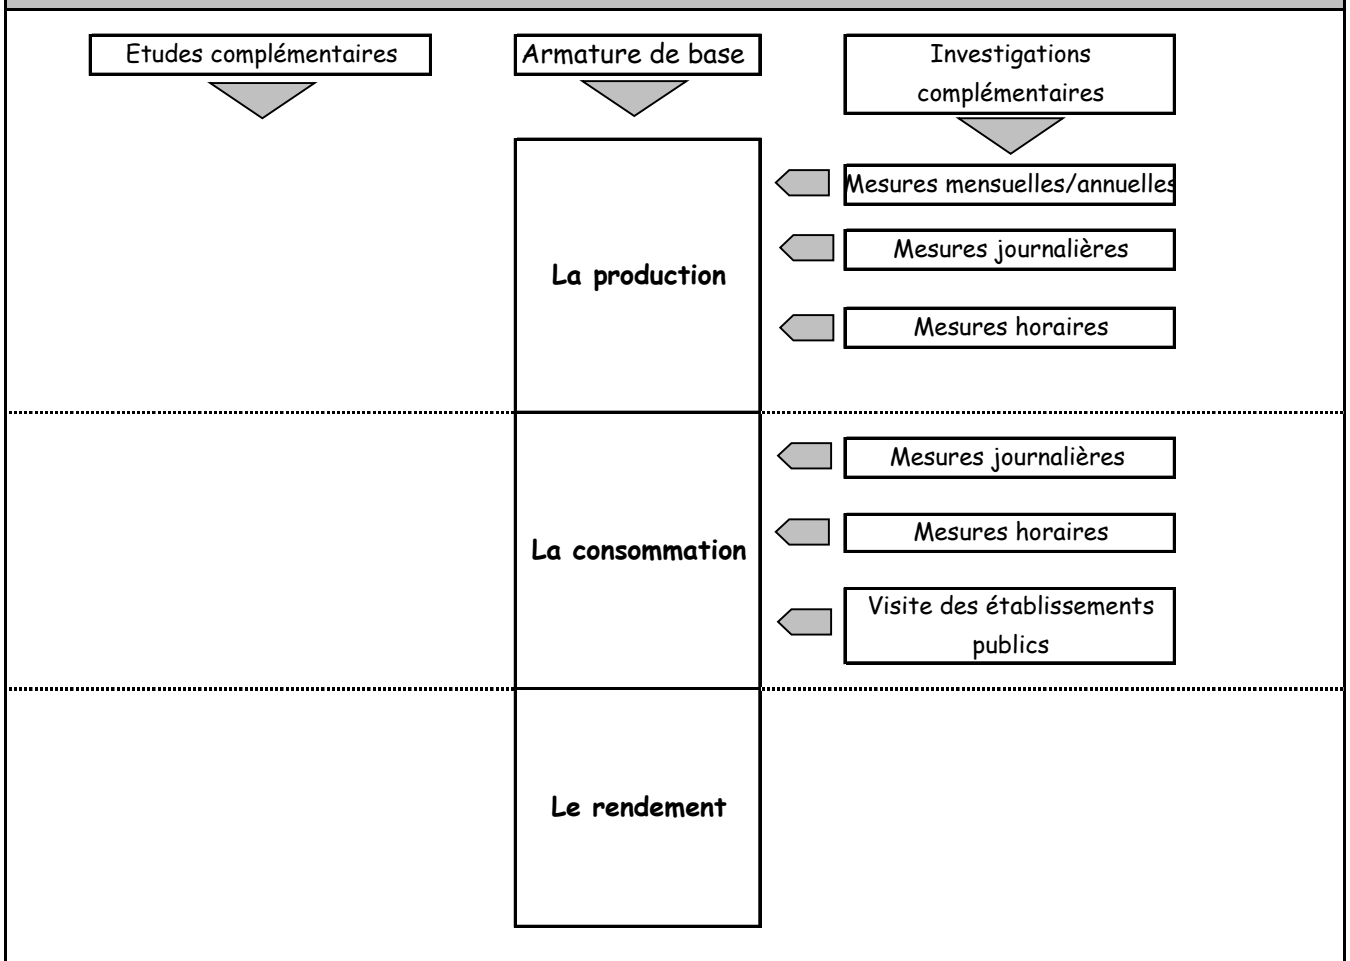 Etudes complémentaires
Armature de base
Investigations
complémentaires
La production
Mesures mensuelles/annuelles
Mesures journalières
Mesures horaires
La consommation
Mesures journalières
Mesures horaires
Visite des établissements
publics
Le rendement